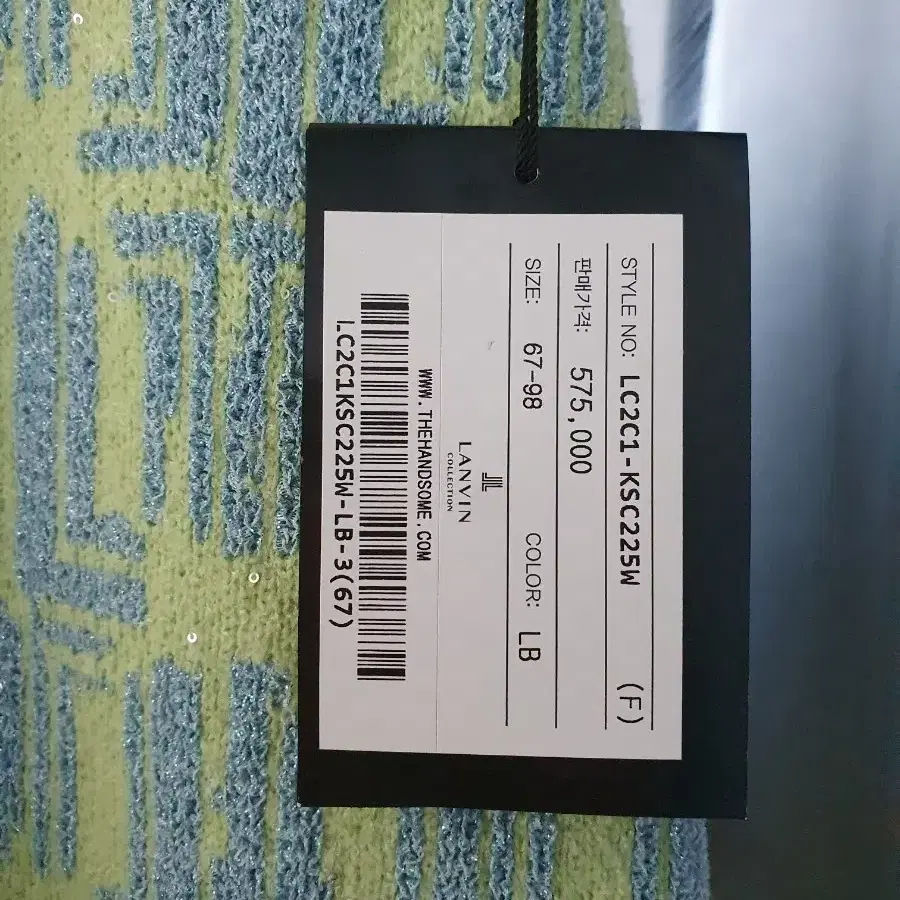 STYLE NO: LC2C1-KSC225W (F)
판매가격: 575,000
SIZE: 67-98 COLOR: LB
LANVIN
COLLECTION
WWW.THEHANDSOME.COM
LC2C1KSC225W-LB-3(67)